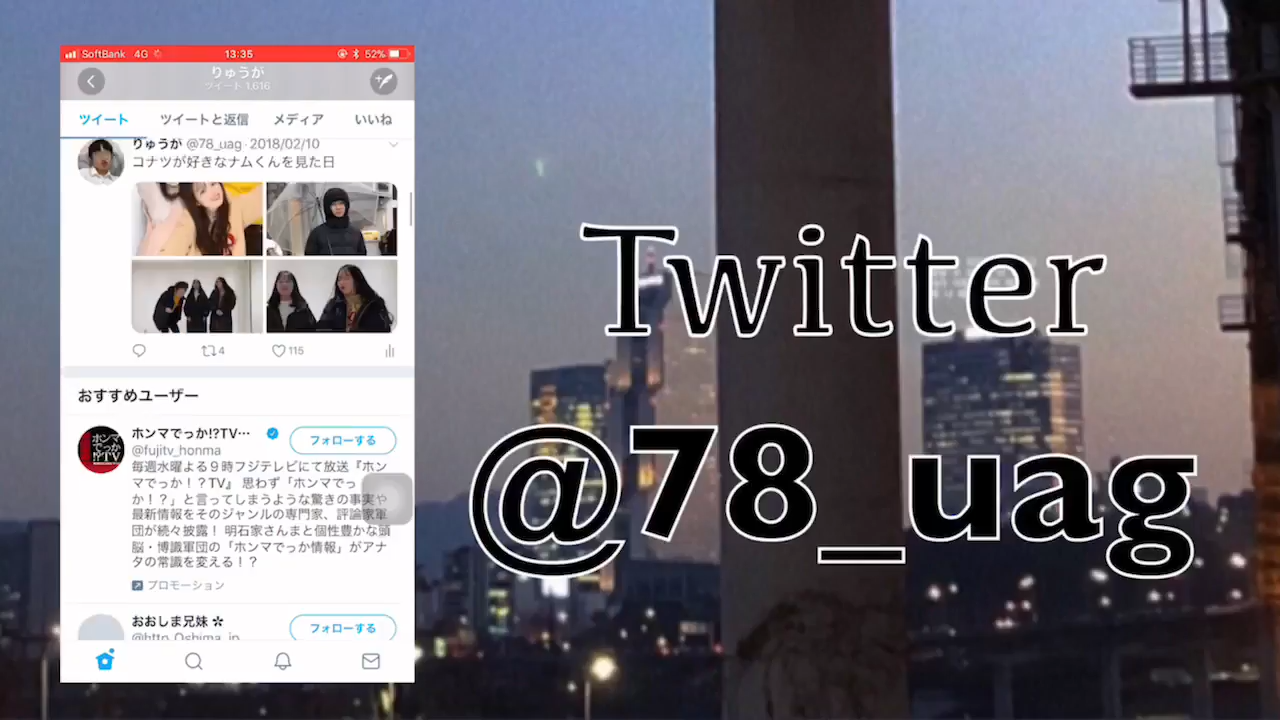 SoftBank 4G 13:35 52%
りゅうが
ツイート 1,616
ツイート ツイートと返信 メディア いいね
りゅうが @78_uag・2018/02/10
コナツが好きなナムくんを見た日
4 115
おすすめユーザー
ホンマでっか!?TV…
フォローする
@fujitv_honma
毎週水曜よる９時フジテレビにて放送『ホン
マでっか！？TV』 思わず「ホンマでっ
か！？」と言ってしまうような驚きの事実や
最新情報をそのジャンルの専門家、評論家軍
団が続々披露！ 明石家さんまと個性豊かな頭
脳・博識軍団の「ホンマでっか情報」がアナ
タの常識を変える！？
プロモーション
おおしま兄妹 ✲
フォローする
@http_Oshima_jp
ホンマ
でっか
!?TV
Twitter
@78_uag